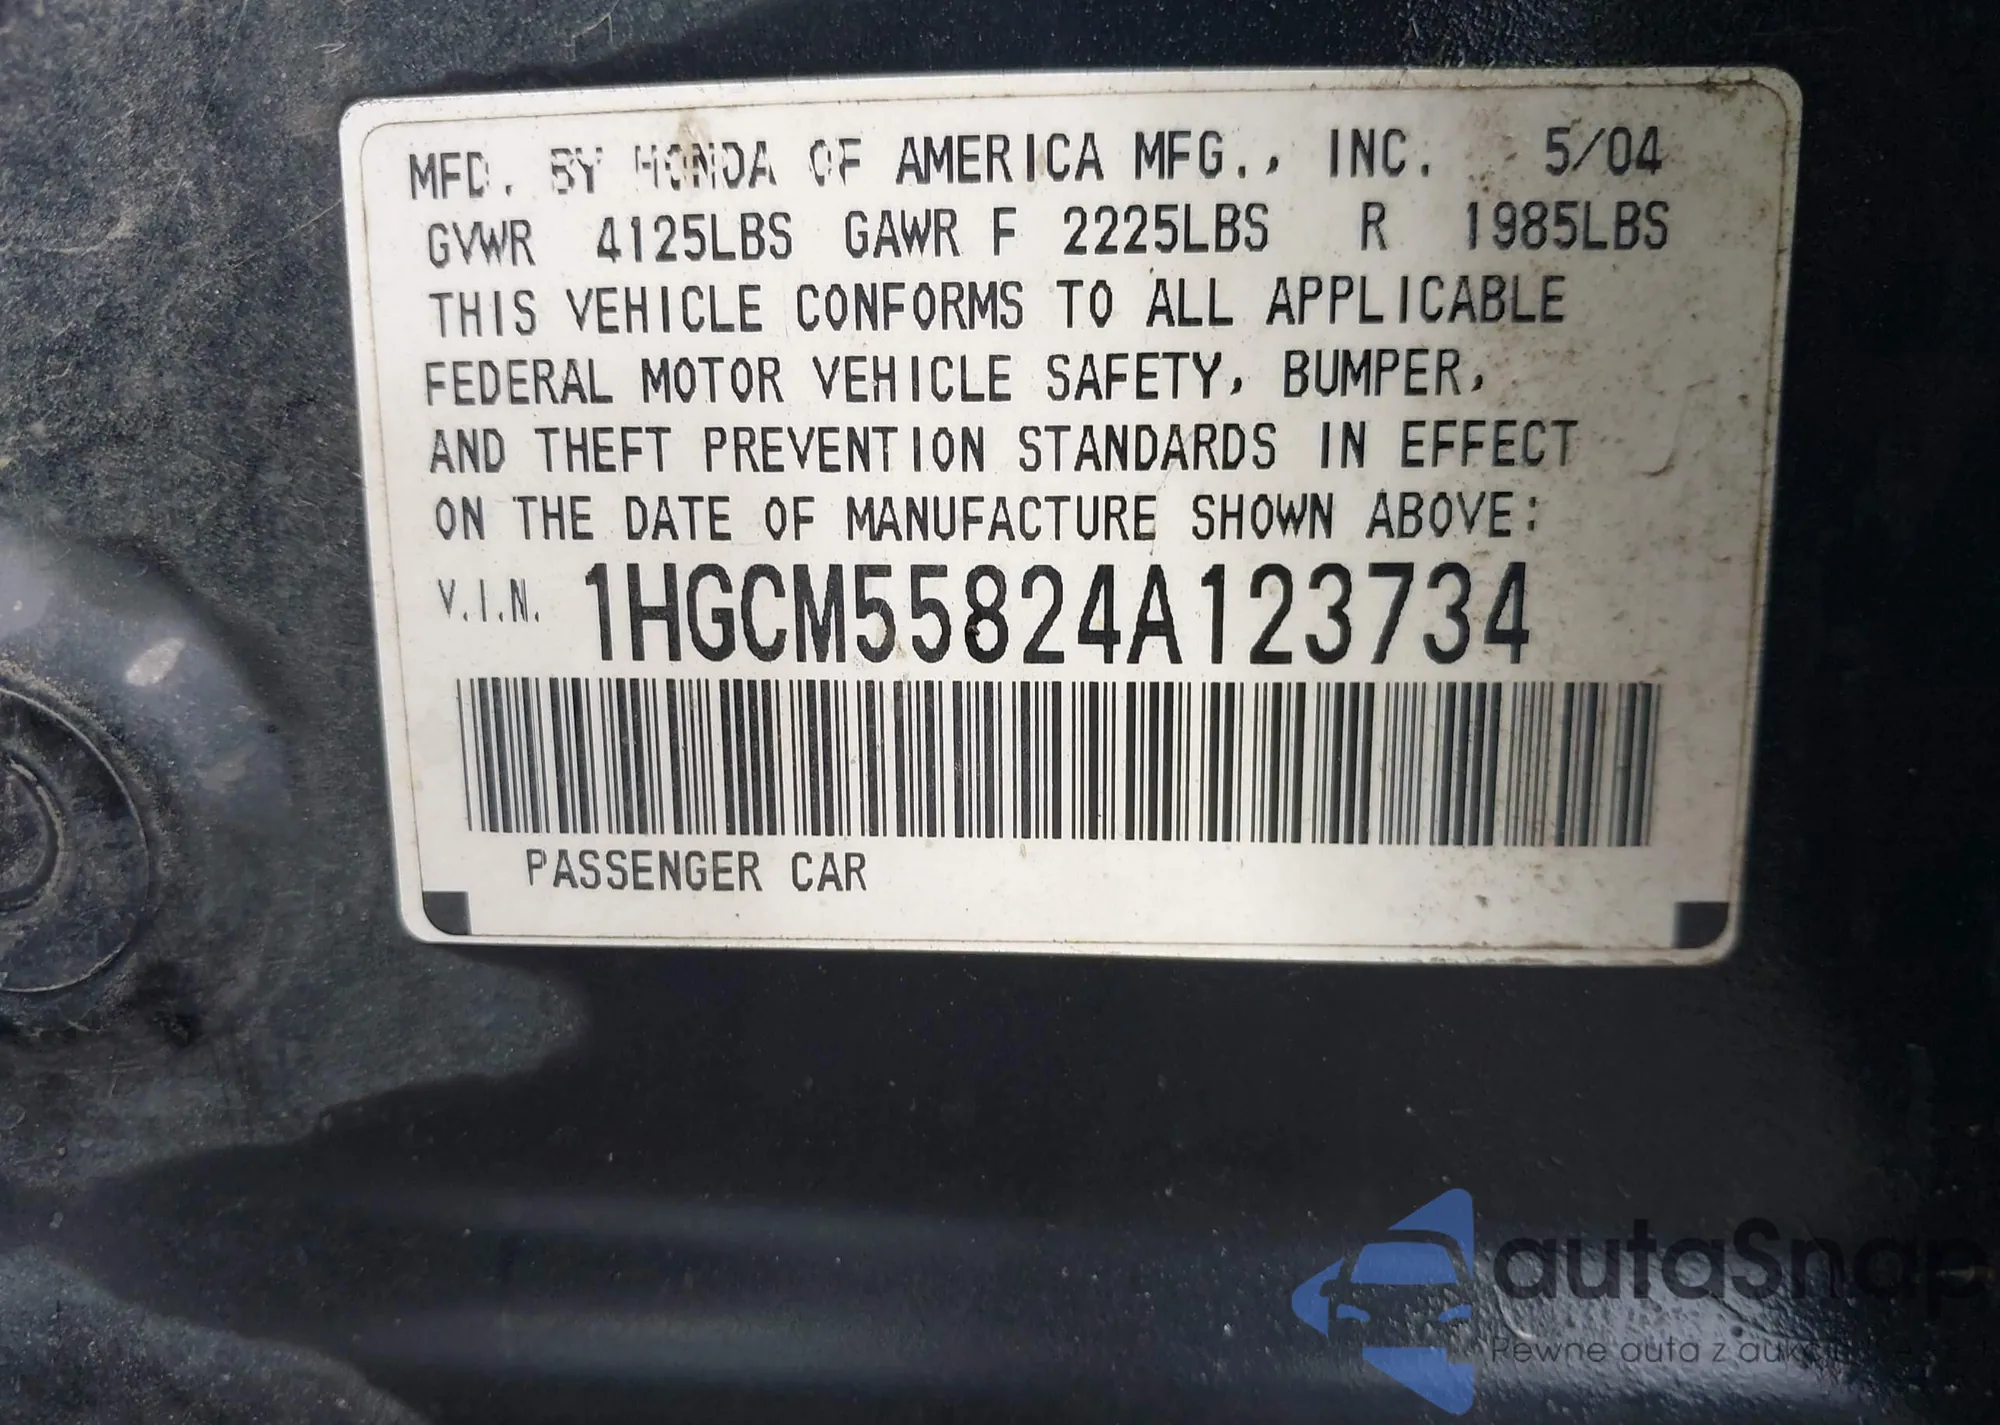 MFD. BY HONDA OF AMERICA MFG., INC. 5/04
GVWR 4125LBS GAWR F 2225LBS R 1985LBS
THIS VEHICLE CONFORMS TO ALL APPLICABLE
FEDERAL MOTOR VEHICLE SAFETY, BUMPER,
AND THEFT PREVENTION STANDARDS IN EFFECT
ON THE DATE OF MANUFACTURE SHOWN ABOVE:
V.I.N. 1HGCM55824A123734
PASSENGER CAR
autaSnap
Pewne auta z